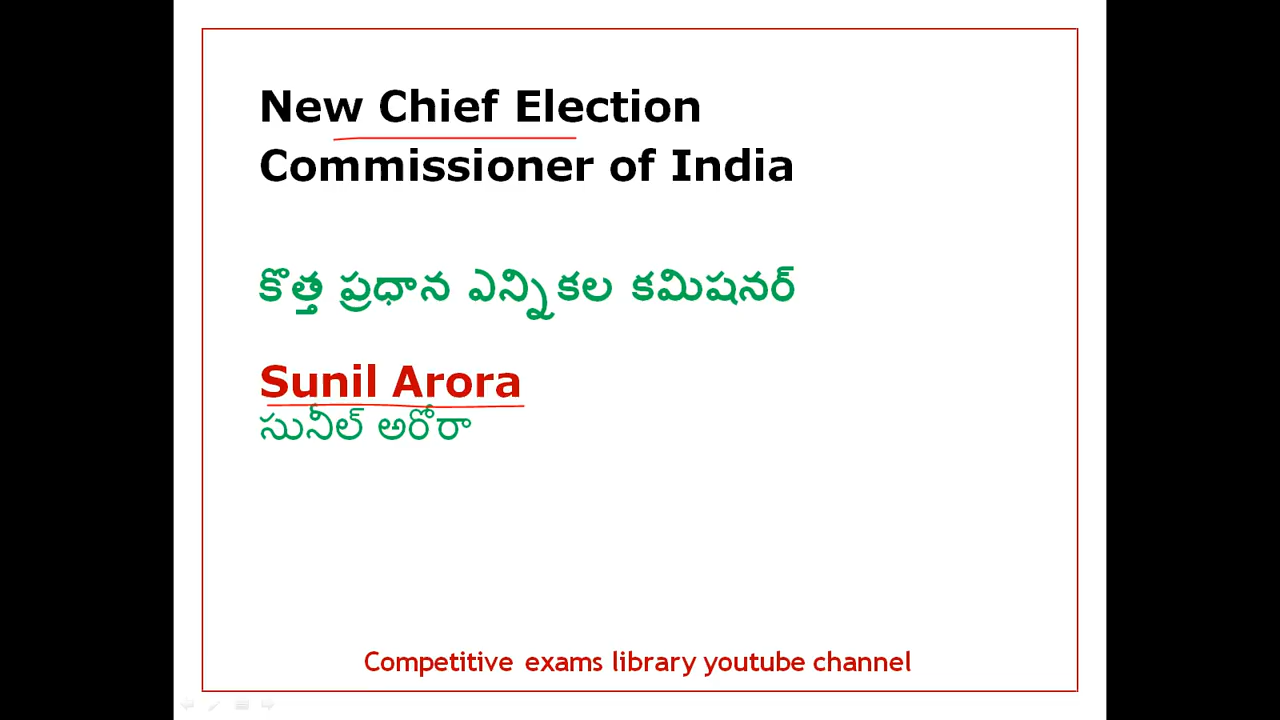 New Chief Election
Commissioner of India
కొత్త ప్రధాన ఎన్నికల కమిషనర్
Sunil Arora
సునీల్ అరోరా
Competitive exams library youtube channel